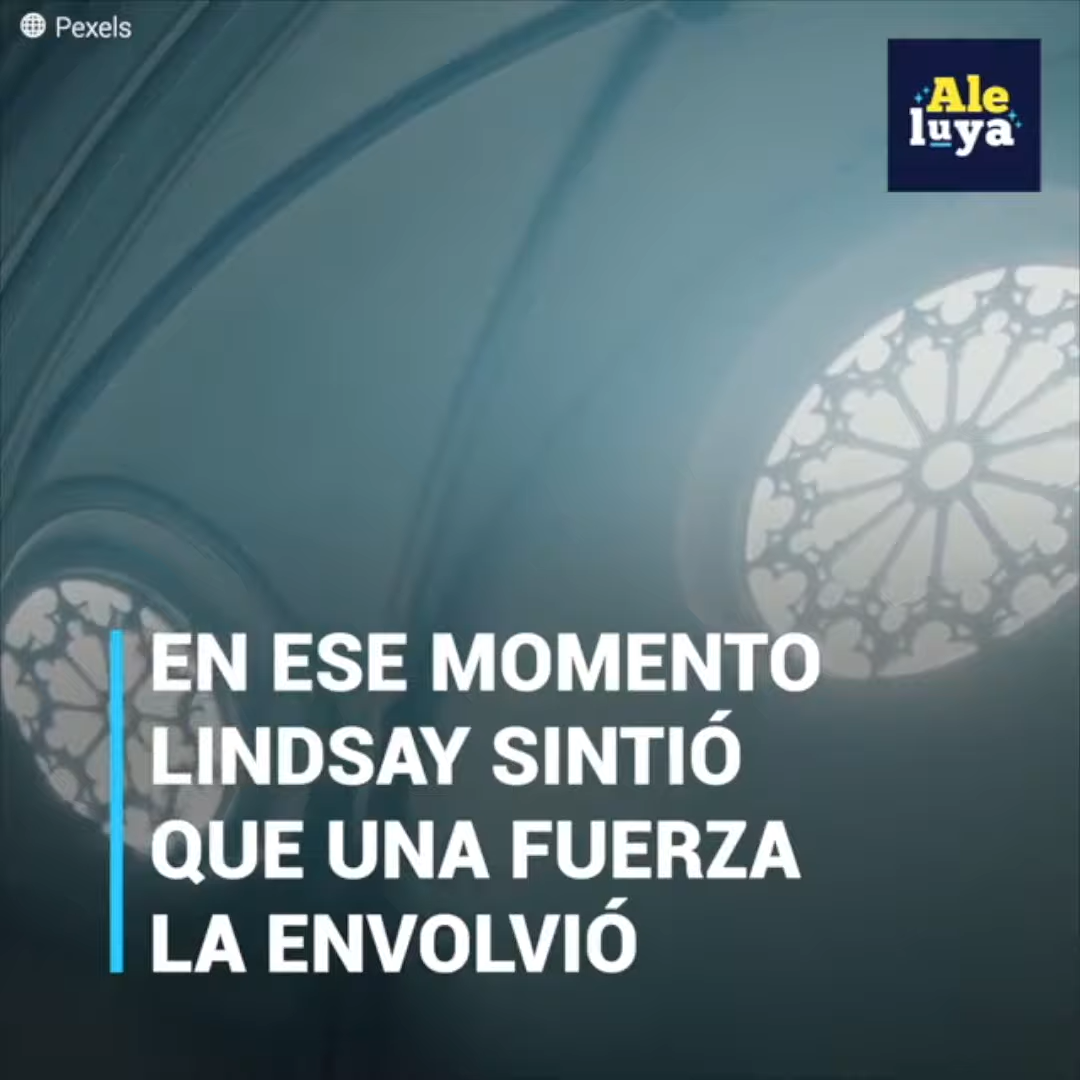 Pexels
Ale
luya
EN ESE MOMENTO
LINDSAY SINTIÓ
QUE UNA FUERZA
LA ENVOLVIÓ